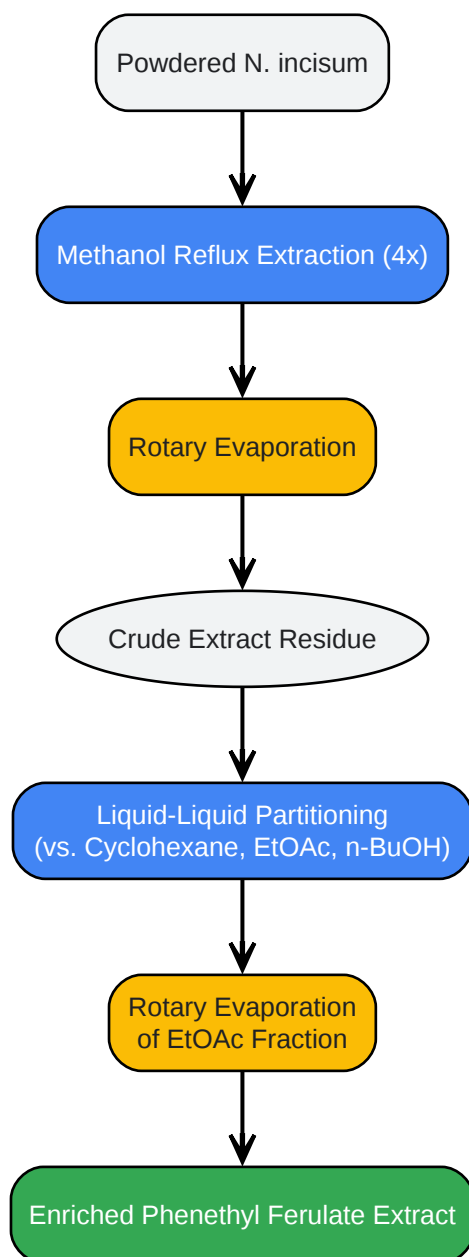 Powdered N. incisum
Methanol Reflux Extraction (4x)
Rotary Evaporation
Crude Extract Residue
Liquid-Liquid Partitioning
(vs. Cyclohexane, EtOAc, n-BuOH)
Rotary Evaporation
of EtOAc Fraction
Enriched Phenethyl Ferulate Extract